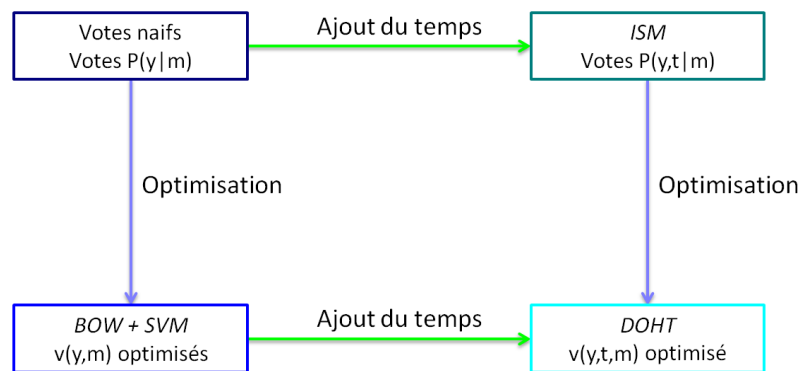 Votes naifs
Votes P(y|m)
Ajout du temps
ISM
Votes P(y,t|m)
Optimisation
Optimisation
BOW + SVM
v(y,m) optimisés
Ajout du temps
DOHT
v(y,t,m) optimisé